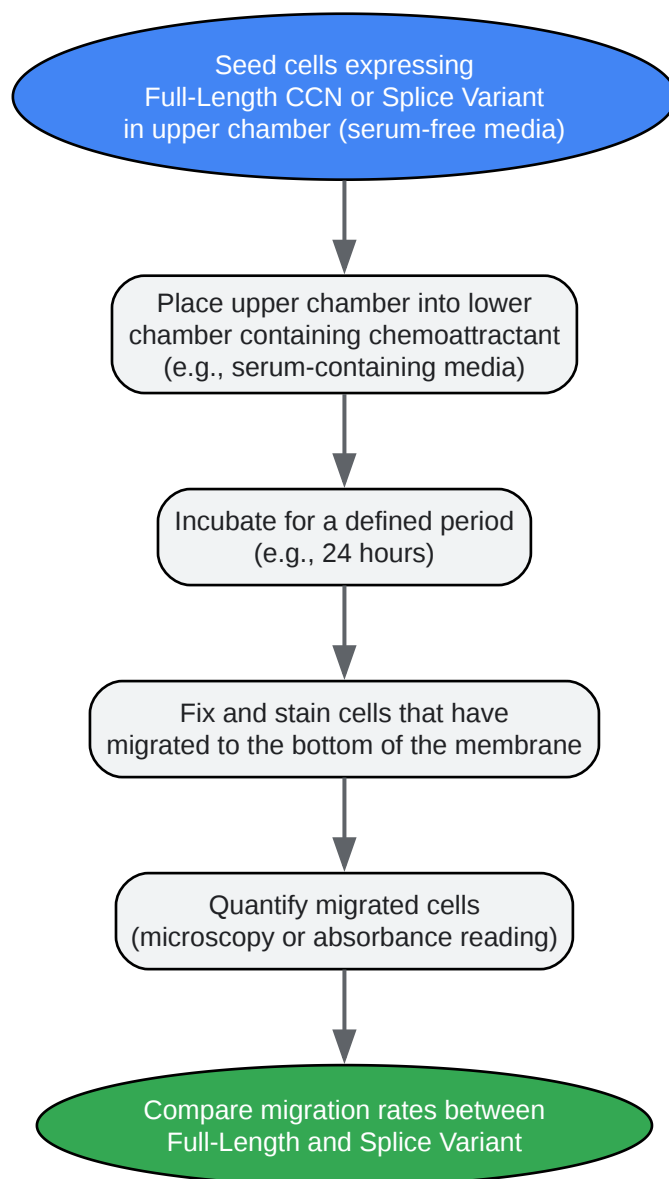 Seed cells expressing
Full-Length CCN or Splice Variant
in upper chamber (serum-free media)
Place upper chamber into lower
chamber containing chemoattractant
(e.g., serum-containing media)
Incubate for a defined period
(e.g., 24 hours)
Fix and stain cells that have
migrated to the bottom of the membrane
Quantify migrated cells
(microscopy or absorbance reading)
Compare migration rates between
Full-Length and Splice Variant